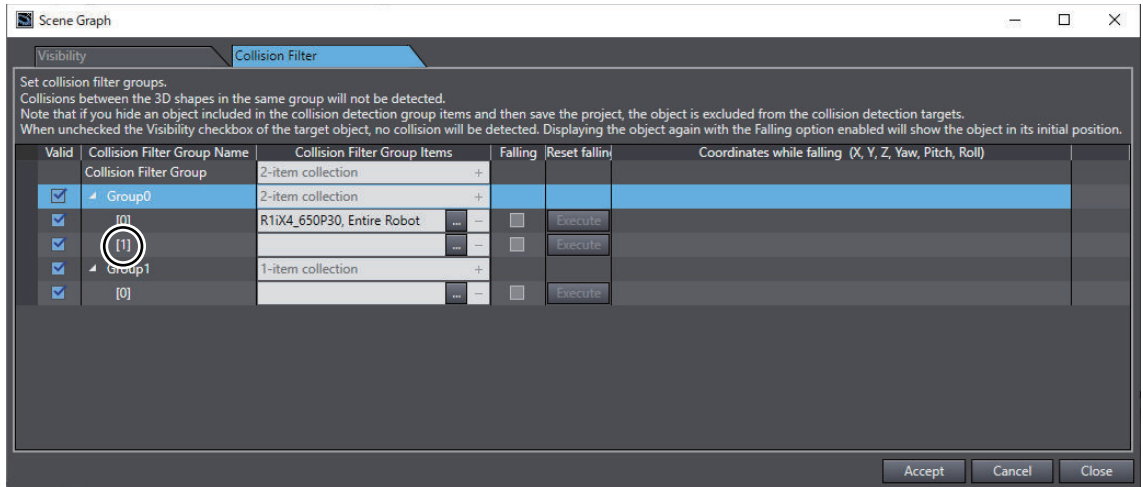 Scene Graph
Visibility Collision Filter
Set collision filter groups.
Collisions between the 3D shapes in the same group will not be detected.
Note that if you hide an object included in the collision detection group items and then save the project, the object is excluded from the collision detection targets.
When unchecked the Visibility checkbox of the target object, no collision will be detected. Displaying the object again with the Falling option enabled will show the object in its initial position.
Valid Collision Filter Group Name Collision Filter Group Items Falling Reset fallin Coordinates while falling (X, Y, Z, Yaw, Pitch, Roll)
Collision Filter Group 2-item collection +
Group0 2-item collection +
[0] R1iX4_650P30, Entire Robot ... - Execute
[1] ... - Execute
Group1 1-item collection +
[0] ... - Execute
Accept Cancel Close